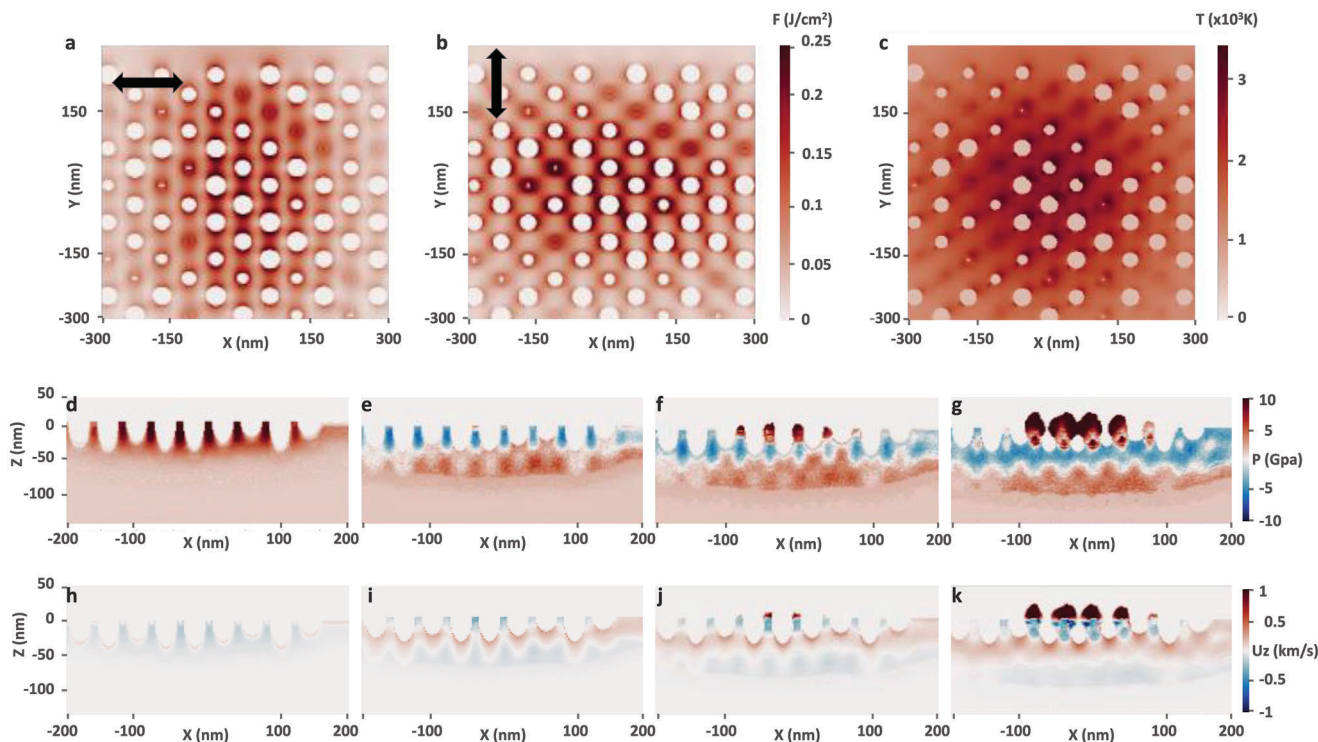 F (J/cm²)
T (x10³K)
a
b
c
0.25
0.2
0.15
0.1
0.05
0
3
2
1
0
Y (nm)
150
-150
-300
-300
-150
X (nm)
150
300
Y (nm)
150
-150
-300
-300
-150
X (nm)
150
300
Y (nm)
150
-150
-300
-300
-150
X (nm)
150
300
d
e
f
g
Z (nm)
50
0
-50
-100
-200
-100
X (nm)
100
200
-100
X (nm)
100
200
-100
X (nm)
100
200
-100
X (nm)
100
200
10
5
P (Gpa)
-5
-10
h
i
j
k
Z (nm)
50
0
-50
-100
-200
-100
X (nm)
100
200
-100
X (nm)
100
200
-100
X (nm)
100
200
-100
X (nm)
100
200
1
0.5
Uz (km/s)
-0.5
-1